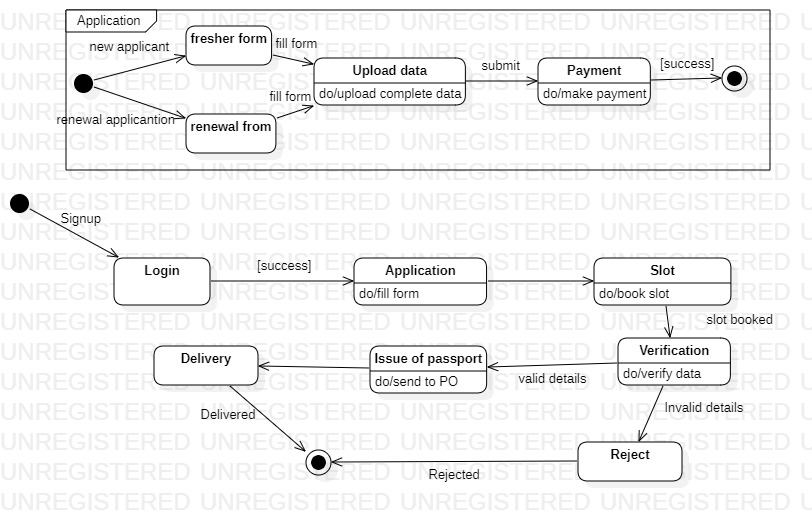 Application
new applicant
fresher form
fill form
Upload data
do/upload complete data
submit
Payment
do/make payment
[success]
fill form
renewal applicantion
renewal from
Signup
Login
[success]
Application
do/fill form
Slot
do/book slot
slot booked
Delivery
Issue of passport
do/send to PO
valid details
Verification
do/verify data
Delivered
Invalid details
Reject
Rejected
UNREGISTERED